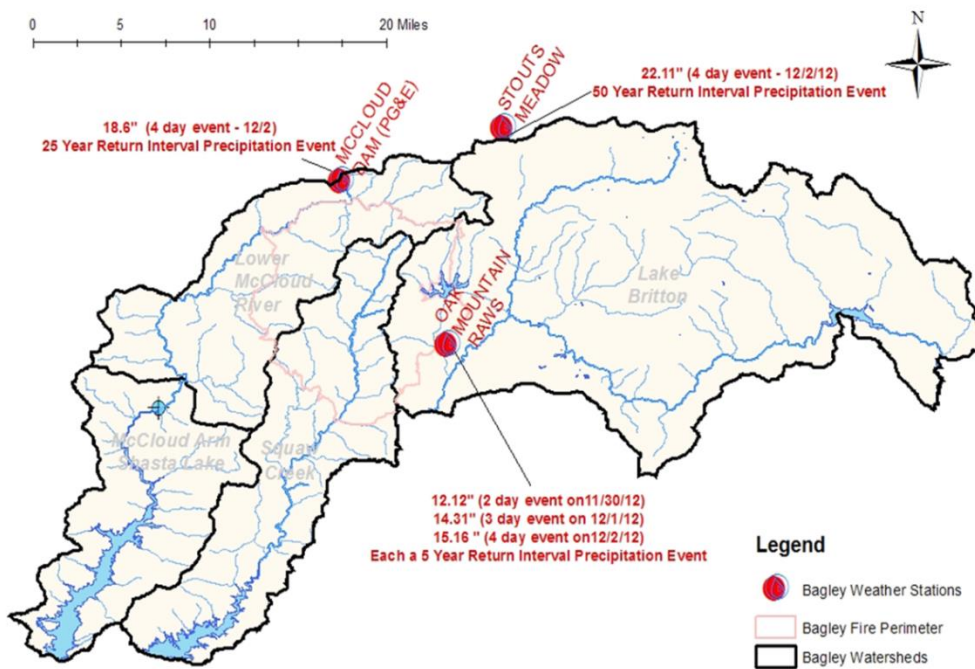 0 5 10 20 Miles
N
STOUTS
MEADOW
22.11" (4 day event - 12/2/12)
50 Year Return Interval Precipitation Event
MCCLOUD
DAM (PG&E)
18.6" (4 day event - 12/2)
25 Year Return Interval Precipitation Event
Lower
McCloud
River
Lake
Britton
OAK
MOUNTAIN
RAWS
McCloud Arm
Shasta Lake
Squaw
Creek
12.12" (2 day event on11/30/12)
14.31" (3 day event on 12/1/12)
15.16 " (4 day event on12/2/12)
Each a 5 Year Return Interval Precipitation Event
Legend
Bagley Weather Stations
Bagley Fire Perimeter
Bagley Watersheds